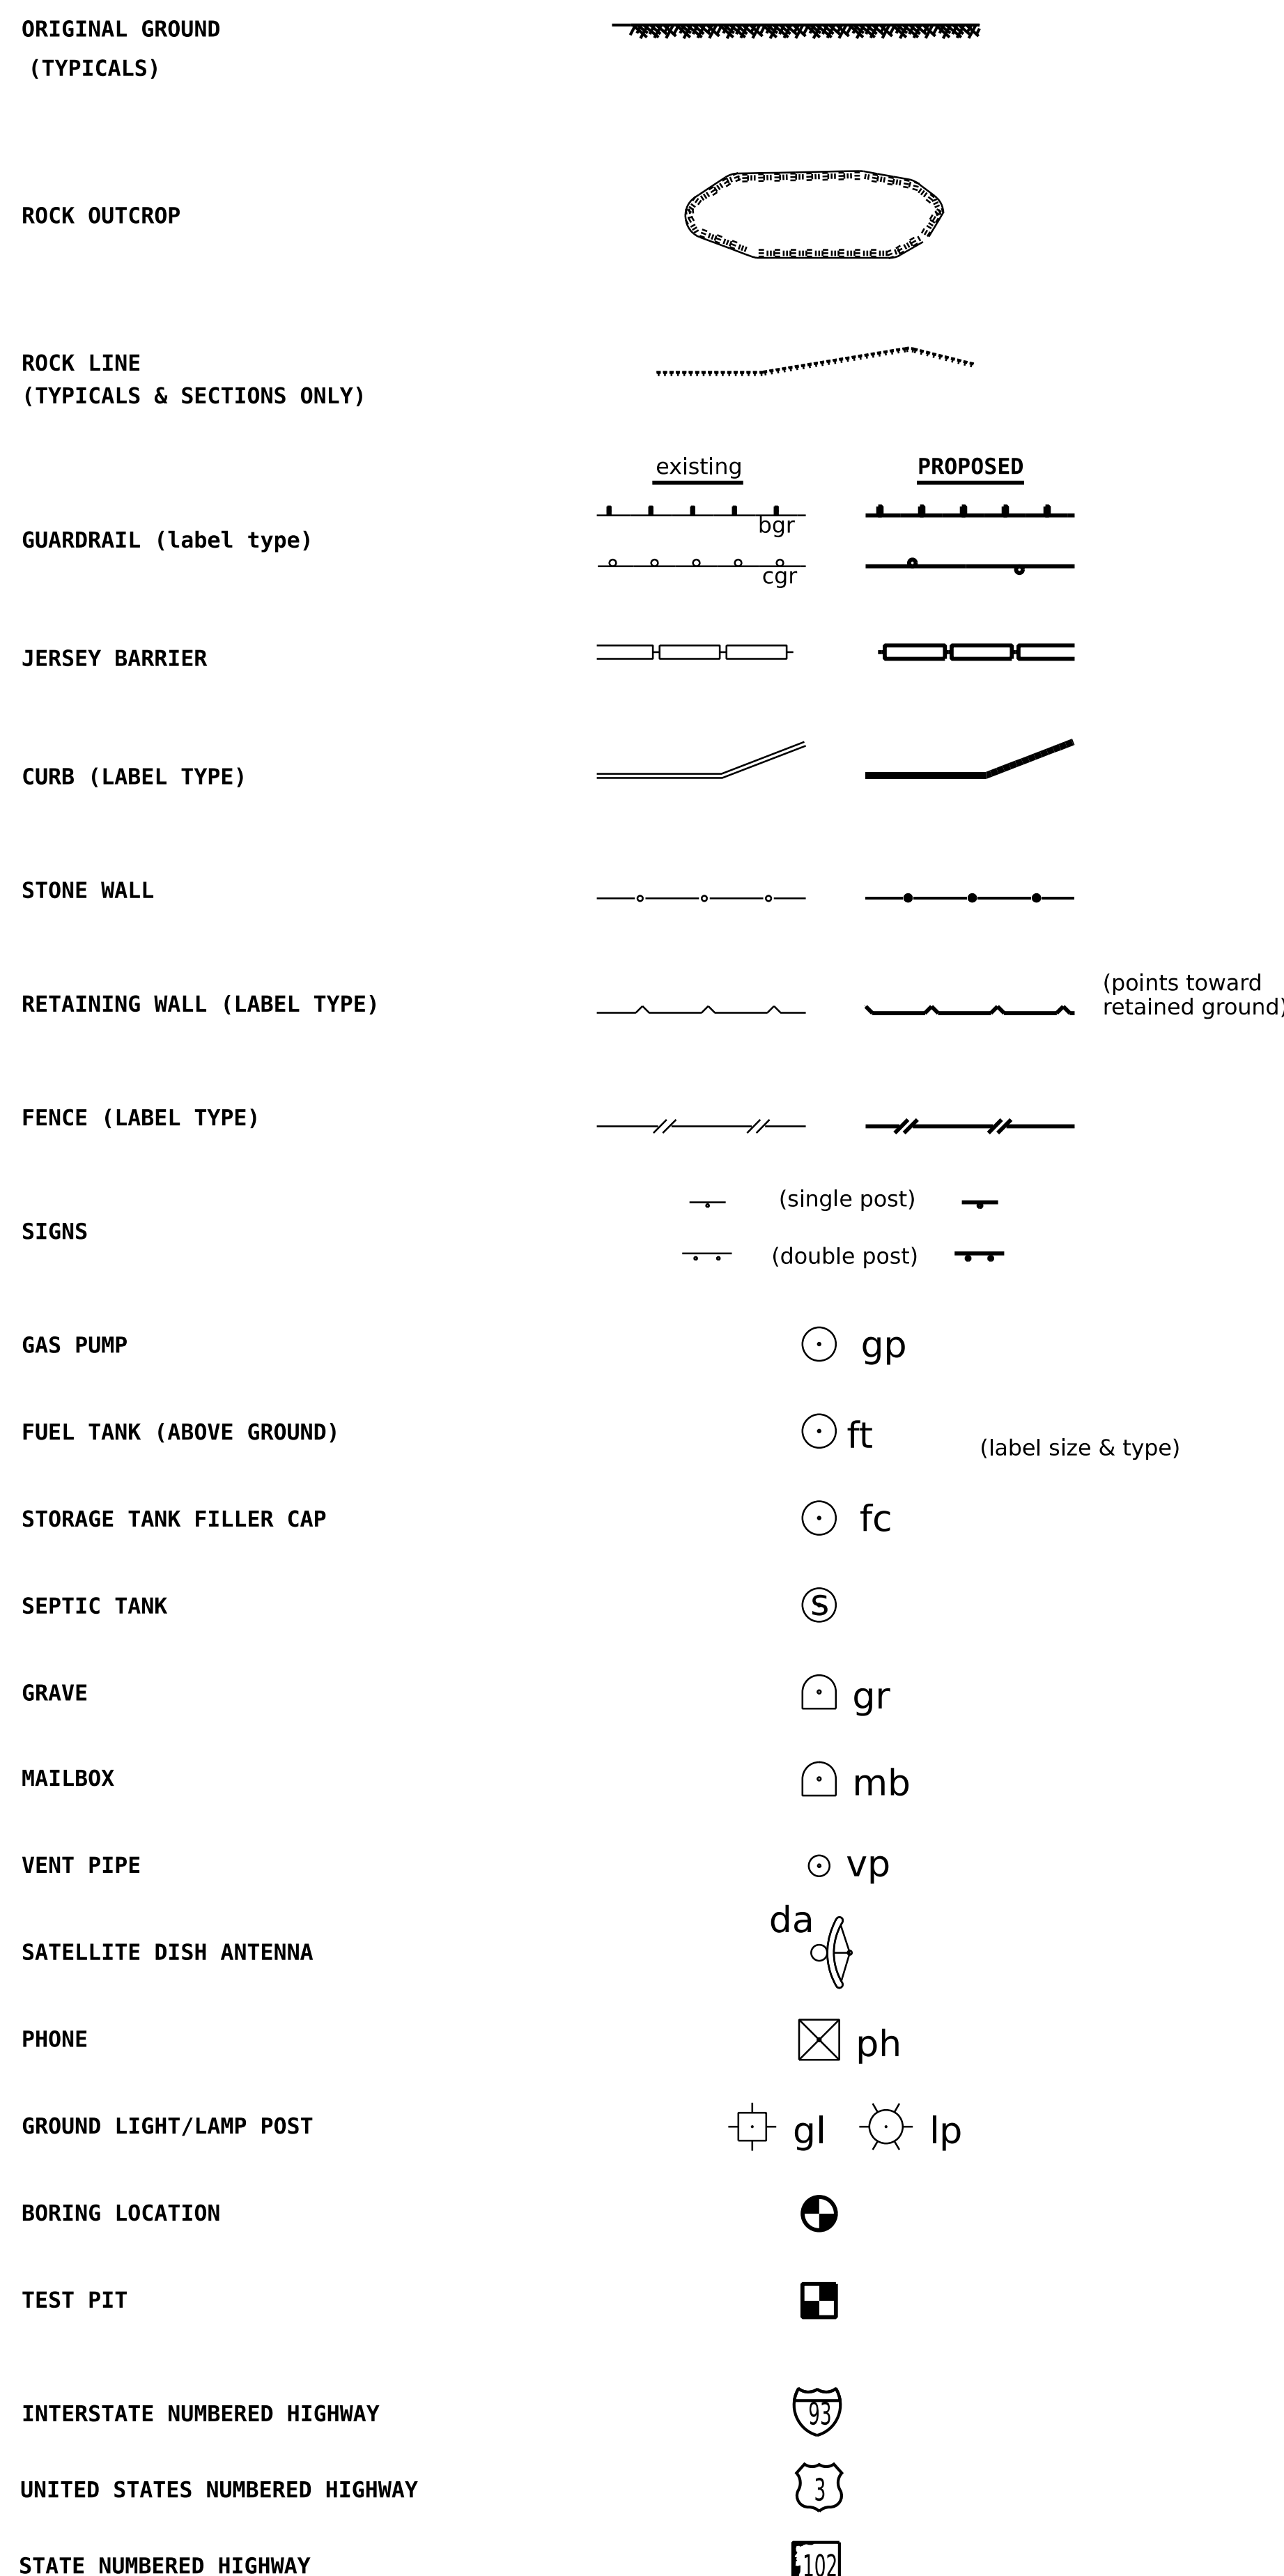 ORIGINAL GROUND
(TYPICALS)
ROCK OUTCROP
ROCK LINE
(TYPICALS & SECTIONS ONLY)
existing PROPOSED
bgr
GUARDRAIL (label type)
cgr
JERSEY BARRIER
CURB (LABEL TYPE)
STONE WALL
RETAINING WALL (LABEL TYPE)
(points toward
retained ground)
FENCE (LABEL TYPE)
(single post)
SIGNS
(double post)
GAS PUMP gp
FUEL TANK (ABOVE GROUND) ft
(label size & type)
STORAGE TANK FILLER CAP fc
SEPTIC TANK S
GRAVE gr
MAILBOX mb
VENT PIPE vp
da
SATELLITE DISH ANTENNA
PHONE ph
GROUND LIGHT/LAMP POST gl lp
BORING LOCATION
TEST PIT
INTERSTATE NUMBERED HIGHWAY 93
UNITED STATES NUMBERED HIGHWAY 3
STATE NUMBERED HIGHWAY 102